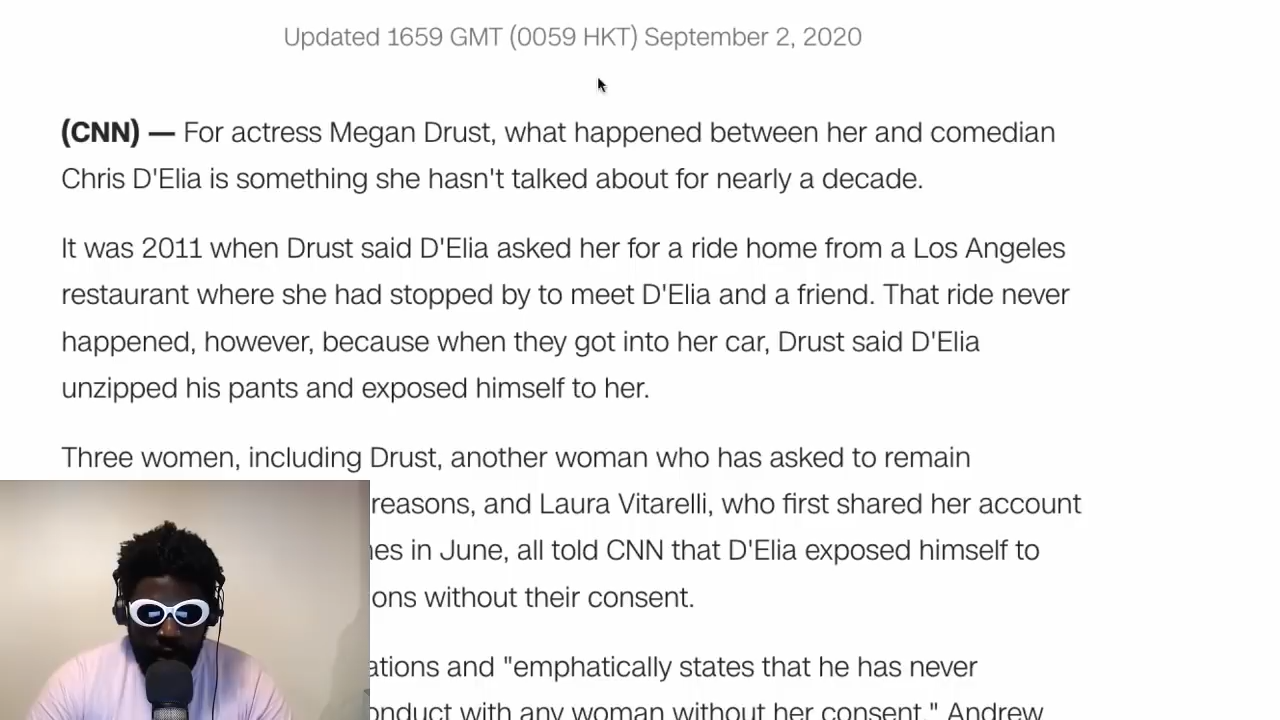 Updated 1659 GMT (0059 HKT) September 2, 2020
(CNN) — For actress Megan Drust, what happened between her and comedian
Chris D'Elia is something she hasn't talked about for nearly a decade.
It was 2011 when Drust said D'Elia asked her for a ride home from a Los Angeles
restaurant where she had stopped by to meet D'Elia and a friend. That ride never
happened, however, because when they got into her car, Drust said D'Elia
unzipped his pants and exposed himself to her.
Three women, including Drust, another woman who has asked to remain
reasons, and Laura Vitarelli, who first shared her account
in June, all told CNN that D'Elia exposed himself to
without their consent.
and "emphatically states that he has never
with any woman without her consent." Andrew